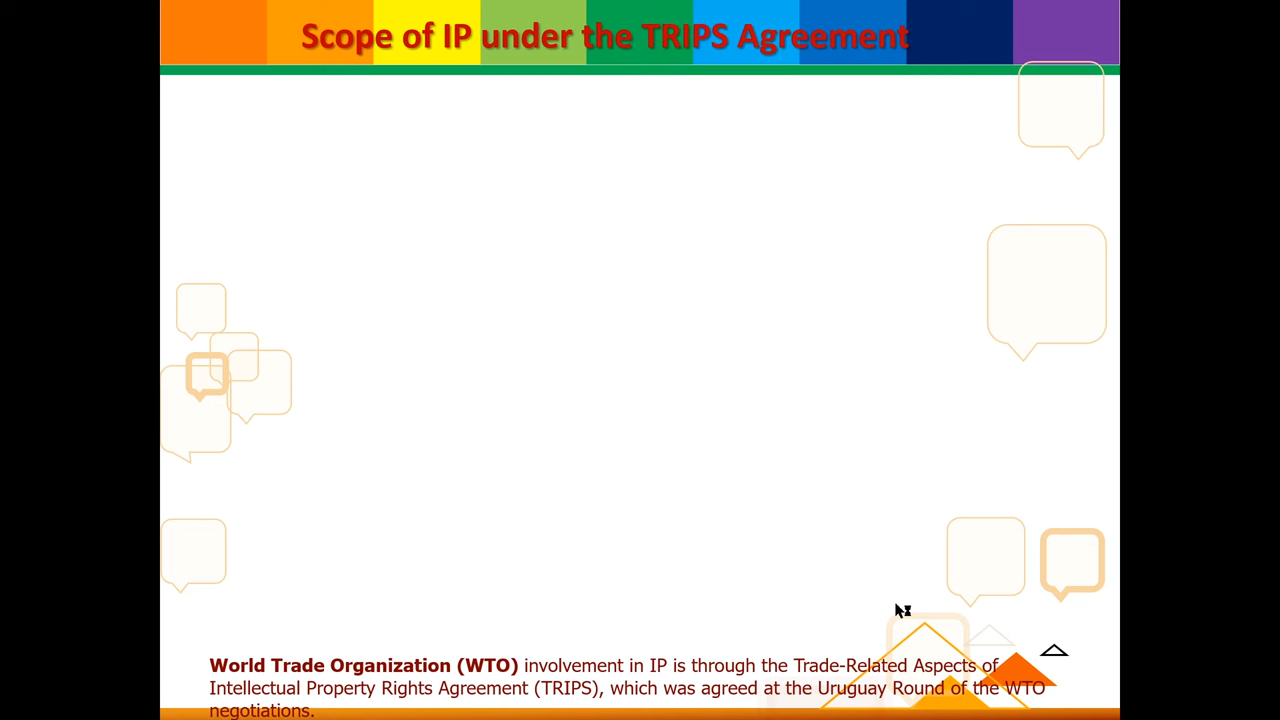 Scope of IP under the TRIPS Agreement
World Trade Organization (WTO) involvement in IP is through the Trade-Related Aspects of
Intellectual Property Rights Agreement (TRIPS), which was agreed at the Uruguay Round of the WTO
negotiations.